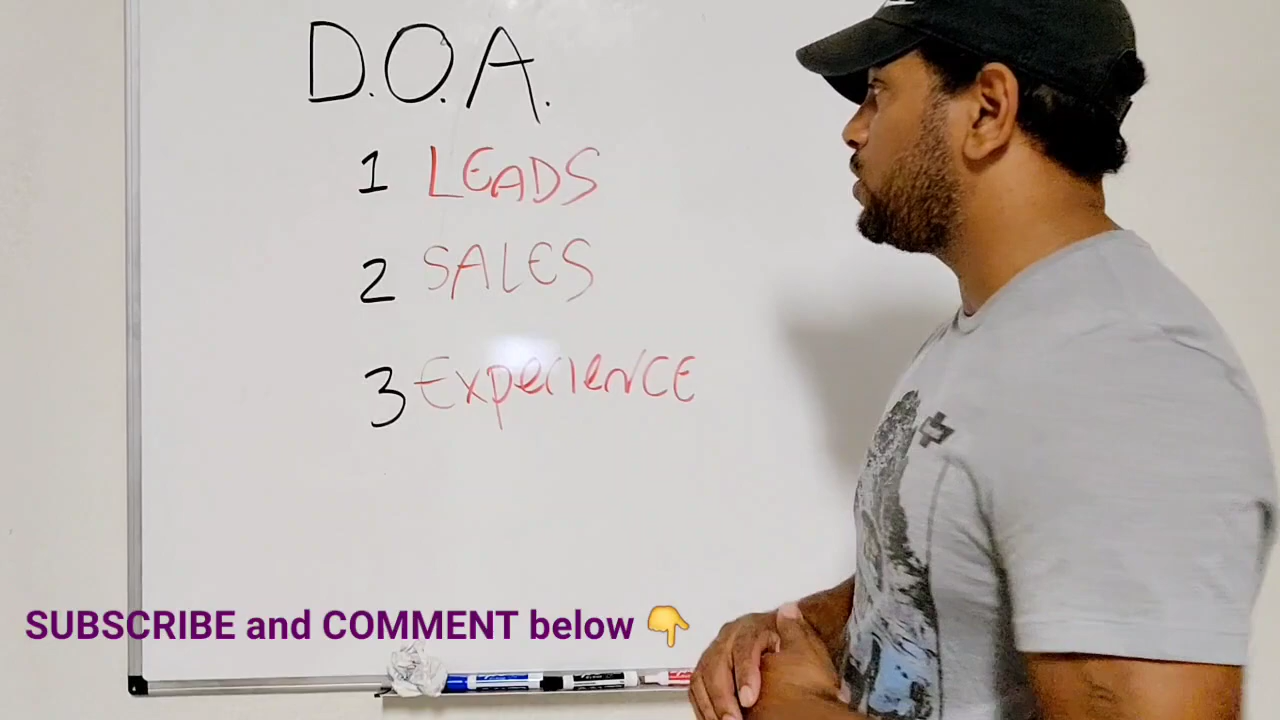 D.O.A.
1 LEADS
2 SALES
3 ExperIeNCE
SUBSCRIBE and COMMENT below 👇